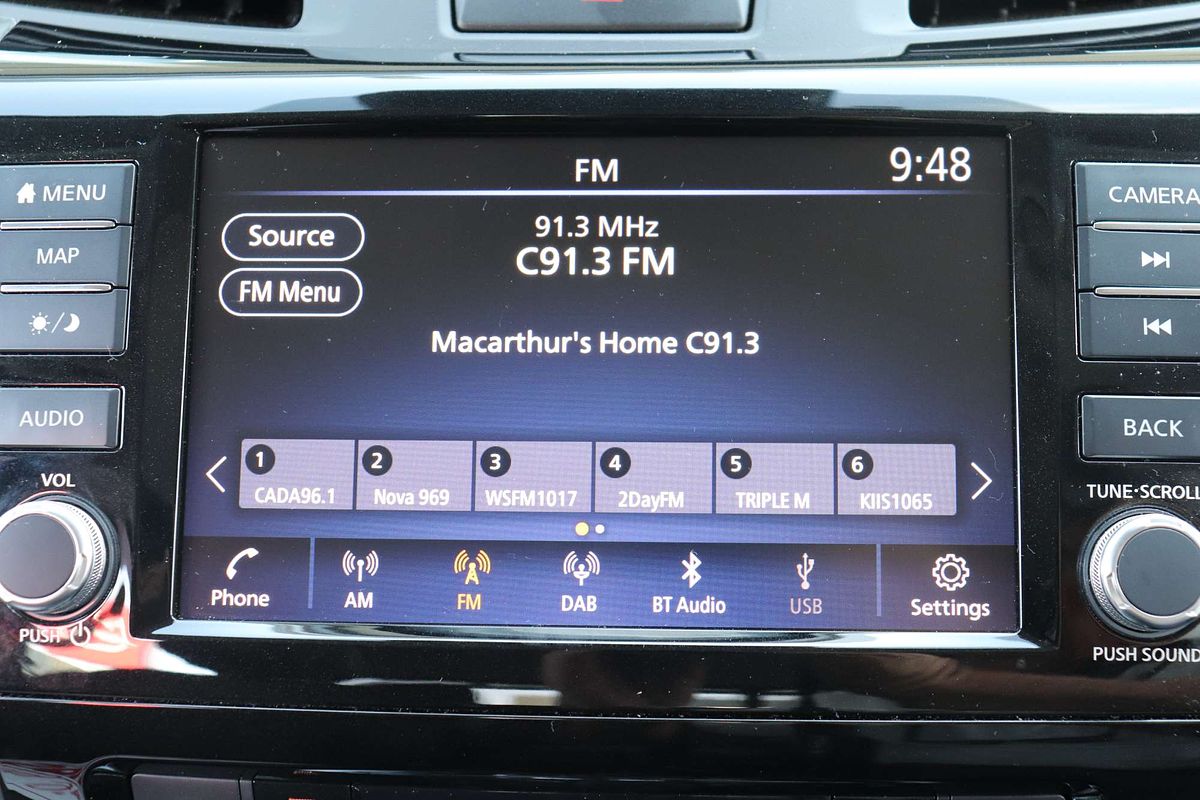 FM
9:48
MENU
MAP
AUDIO
VOL
PUSH
Source
FM Menu
91.3 MHz
C91.3 FM
Macarthur's Home C91.3
1 CADA96.1
2 Nova 969
3 WSFM1017
4 2DayFM
5 TRIPLE M
6 KIIS1065
Phone
AM
FM
DAB
BT Audio
USB
Settings
CAMERA
BACK
TUNE·SCROLL
PUSH SOUND